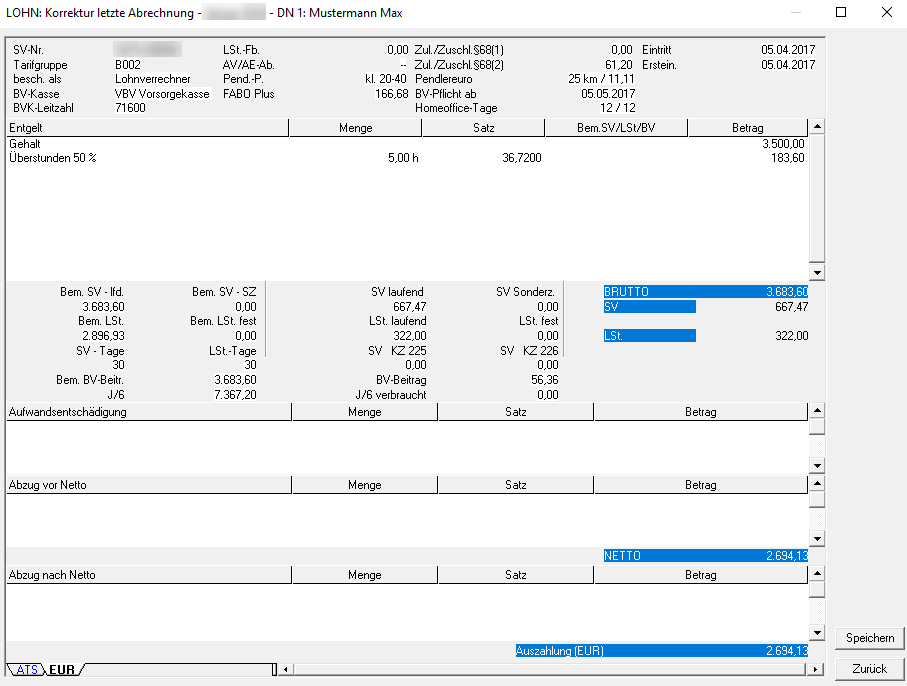 LOHN: Korrektur letzte Abrechnung - - DN 1: Mustermann Max
SV-Nr. LSt.-Fb. 0,00 Zul./Zuschl.§68(1) 0,00 Eintritt 05.04.2017
Tarifgruppe B002 AV/AE-Ab. -- Zul./Zuschl.§68(2) 61,20 Erstein. 05.04.2017
besch. als Lohnverrechner Pend.-P. kl. 20-40 Pendlereuro 25 km / 11,11
BV-Kasse VBV Vorsorgekasse FABO Plus 166,68 BV-Pflicht ab 05.05.2017
BVK-Leitzahl 71600 Homeoffice-Tage 12 / 12
Entgelt Menge Satz Bem.SV/LSt/BV Betrag
Gehalt 3.500,00
Überstunden 50 % 5,00 h 36,7200 183,60
Bem. SV - lfd. Bem. SV - SZ SV laufend SV Sonderz. BRUTTO 3.683,60
3.683,60 0,00 667,47 0,00 SV 667,47
Bem. LSt. Bem. LSt. fest LSt. laufend LSt. fest
2.896,93 0,00 322,00 0,00 LSt. 322,00
SV - Tage LSt.-Tage SV KZ 225 SV KZ 226
30 30 0,00 0,00
Bem. BV-Beitr. 3.683,60 BV-Beitrag 56,36
J/6 7.367,20 J/6 verbraucht 0,00
Aufwandsentschädigung Menge Satz Betrag
Abzug vor Netto Menge Satz Betrag
NETTO 2.694,13
Abzug nach Netto Menge Satz Betrag
Speichern
Auszahlung (EUR) 2.694,13
ATS EUR Zurück